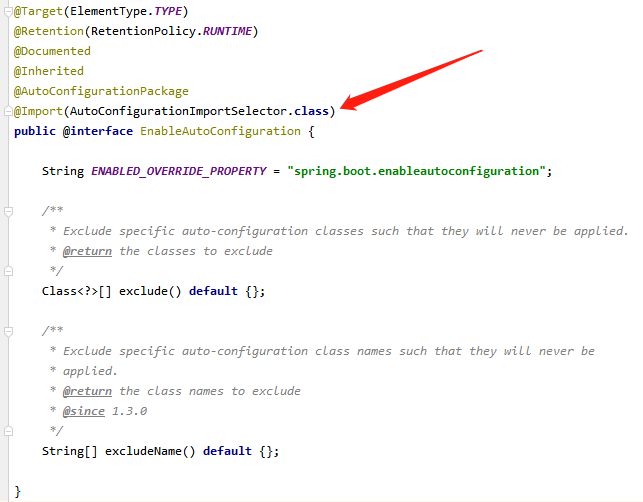 @Target(ElementType.TYPE)
@Retention(RetentionPolicy.RUNTIME)
@Documented
@Inherited
@AutoConfigurationPackage
@Import(AutoConfigurationImportSelector.class)
public @interface EnableAutoConfiguration {
String ENABLED_OVERRIDE_PROPERTY = "spring.boot.enableautoconfiguration";
/**
* Exclude specific auto-configuration classes such that they will never be applied.
* @return the classes to exclude
*/
Class<?>[] exclude() default {};
/**
* Exclude specific auto-configuration class names such that they will never be
* applied.
* @return the class names to exclude
* @since 1.3.0
*/
String[] excludeName() default {};
}